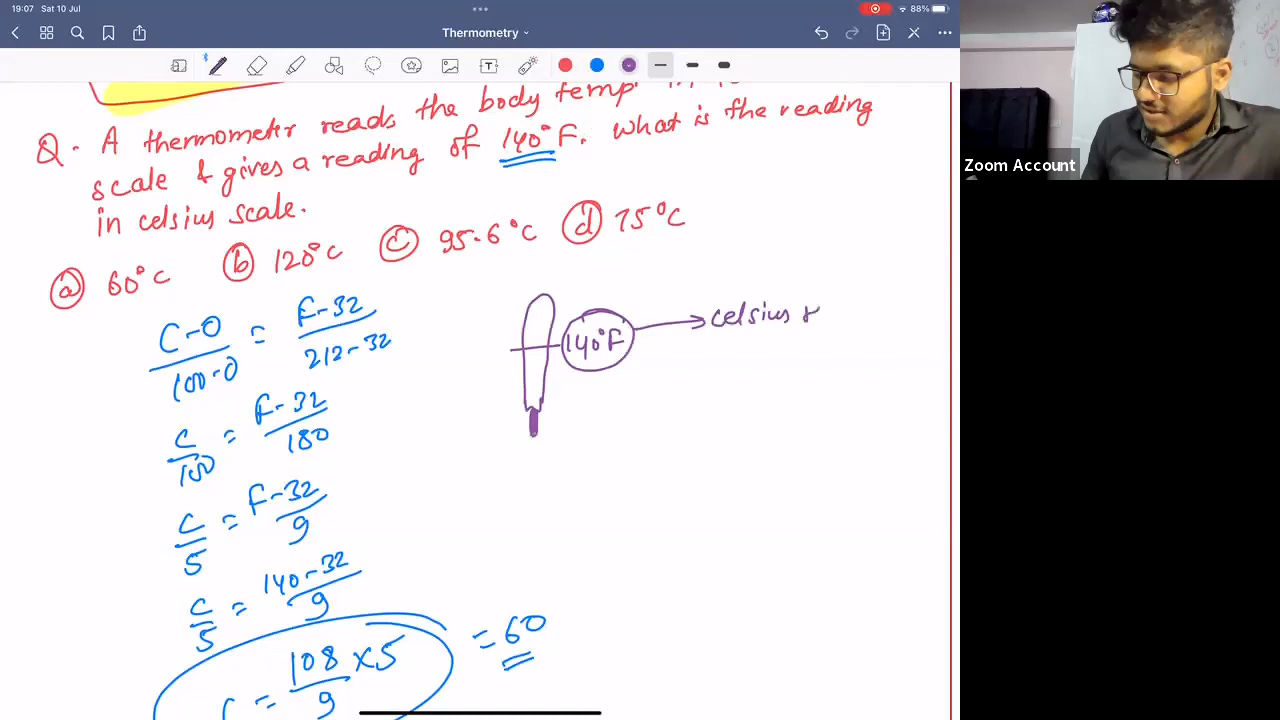 19:07 Sat 10 Jul
88%
Thermometry
Zoom Account
Q. A thermometer reads the body temp.
scale & gives a reading of 140°F. What is the reading
in celsius scale.
(a) 60°C (b) 120°C (c) 95.6°C (d) 75°C
C-0/100-0 = F-32/212-32
C/100 = F-32/180
C/5 = F-32/9
C/5 = 140-32/9
= 108/9 × 5 = 60
140°F → celsius